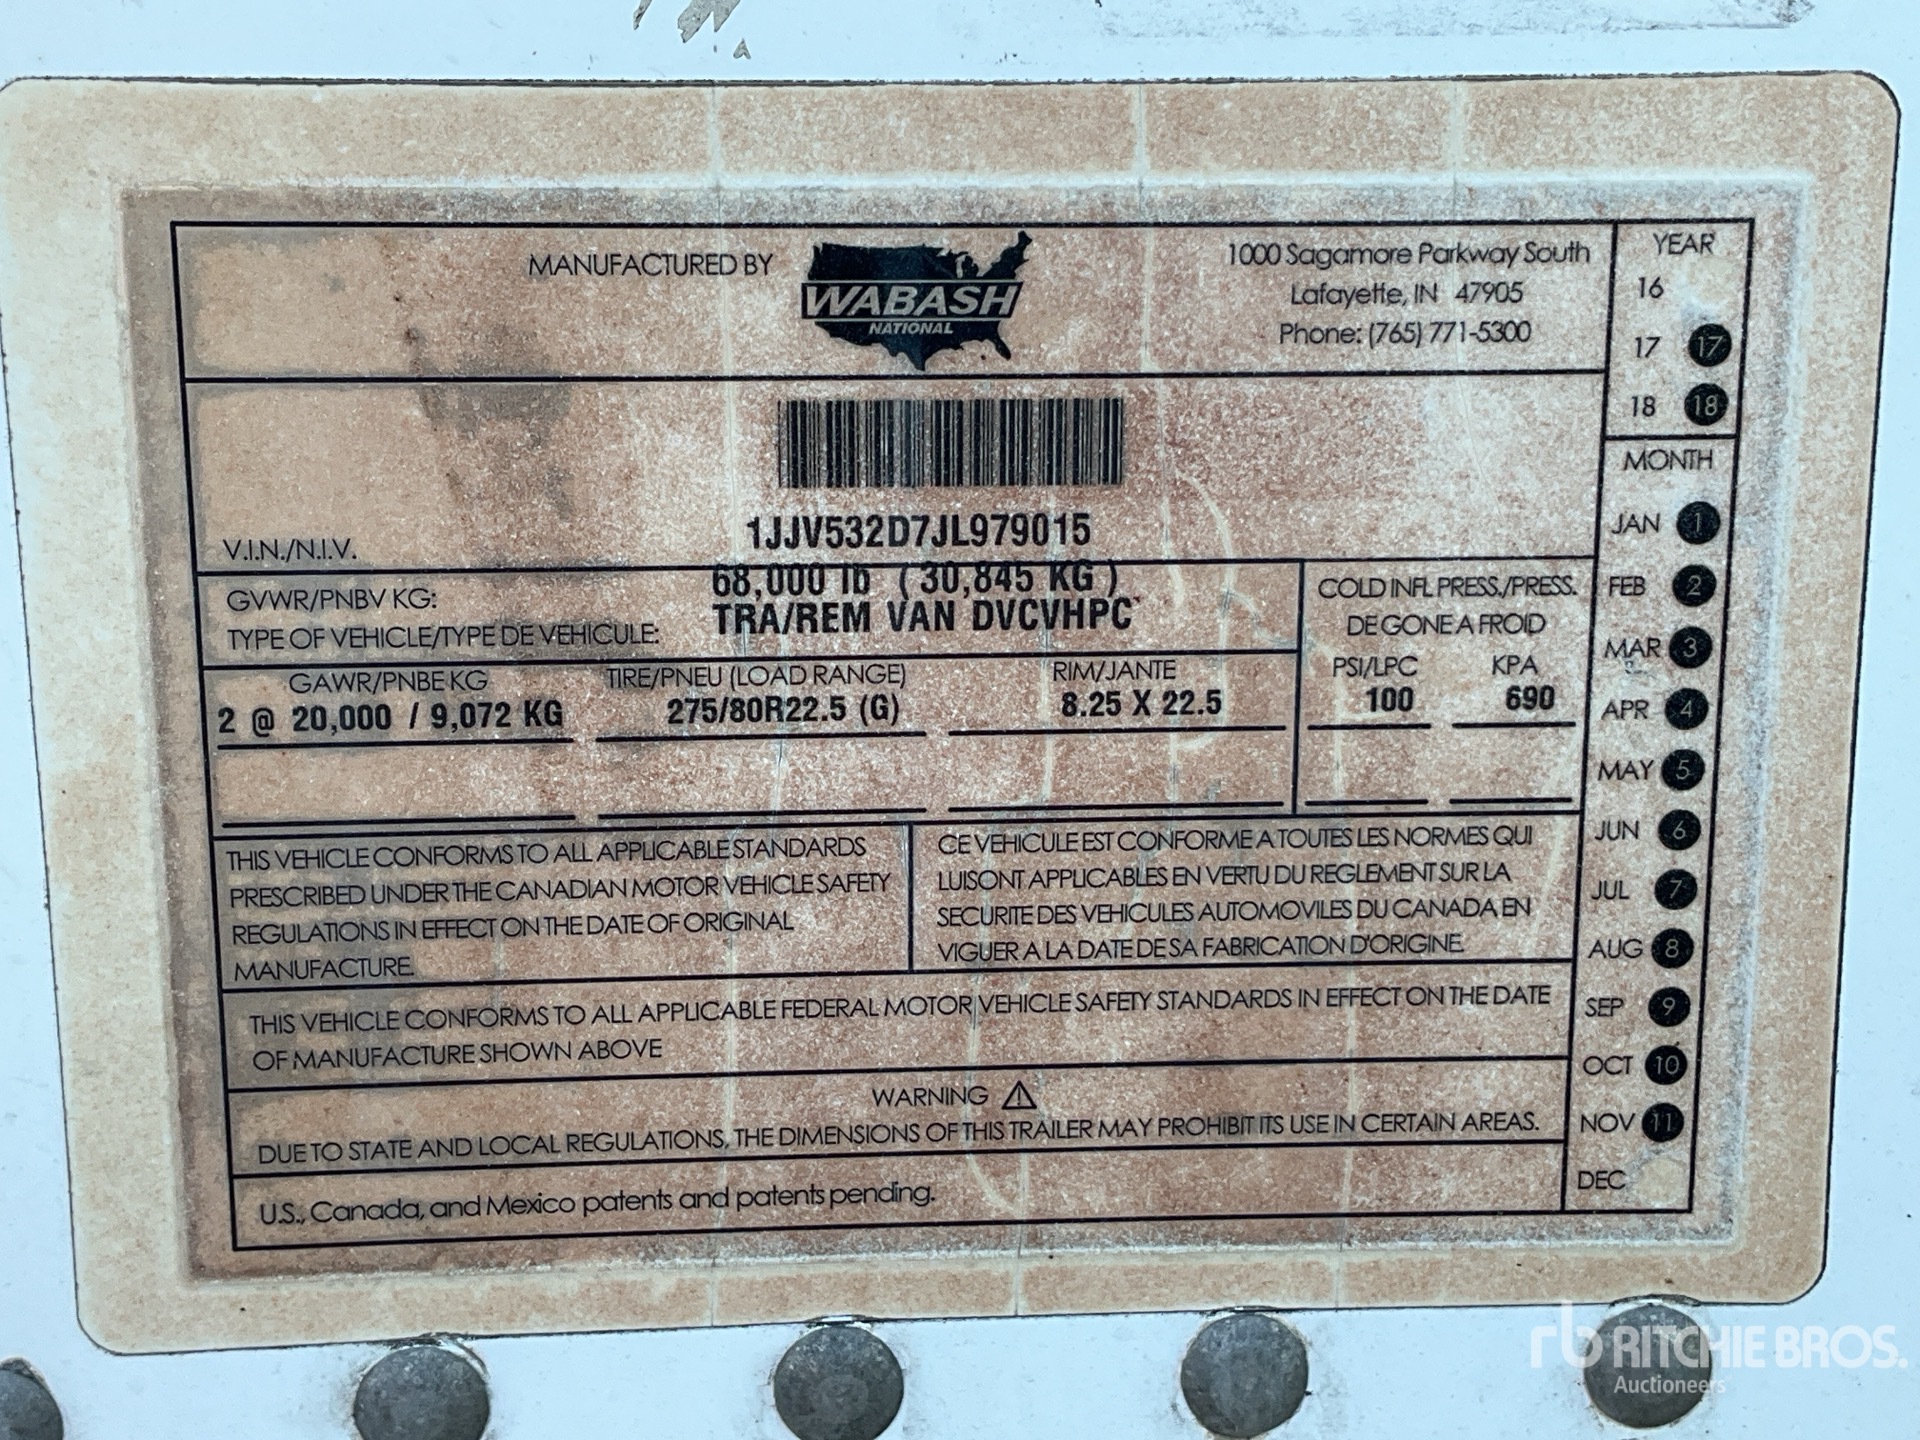 MANUFACTURED BY
WABASH
NATIONAL
1000 Sagamore Parkway South
Lafayette, IN 47905
Phone: (765) 771-5300
YEAR
16
17 17
18 18
V.I.N./N.I.V.
1JJV532D7JL979015
GVWR/PNBV KG: 68,000 lb ( 30,845 KG )
TYPE OF VEHICLE/TYPE DE VEHICULE: TRA/REM VAN DVCVHPC
COLD INFL PRESS./PRESS.
DE GONE A FROID
GAWR/PNBE KG TIRE/PNEU (LOAD RANGE) RIM/JANTE PSI/LPC KPA
2 @ 20,000 / 9,072 KG 275/80R22.5 (G) 8.25 X 22.5 100 690
THIS VEHICLE CONFORMS TO ALL APPLICABLE STANDARDS
PRESCRIBED UNDER THE CANADIAN MOTOR VEHICLE SAFETY
REGULATIONS IN EFFECT ON THE DATE OF ORIGINAL
MANUFACTURE.
CE VEHICULE EST CONFORME A TOUTES LES NORMES QUI
LUISONT APPLICABLES EN VERTU DU REGLEMENT SUR LA
SECURITE DES VEHICULES AUTOMOVILES DU CANADA EN
VIGUER A LA DATE DE SA FABRICATION D'ORIGINE.
THIS VEHICLE CONFORMS TO ALL APPLICABLE FEDERAL MOTOR VEHICLE SAFETY STANDARDS IN EFFECT ON THE DATE
OF MANUFACTURE SHOWN ABOVE
WARNING
DUE TO STATE AND LOCAL REGULATIONS, THE DIMENSIONS OF THIS TRAILER MAY PROHIBIT ITS USE IN CERTAIN AREAS.
U.S., Canada, and Mexico patents and patents pending.
MONTH
JAN 1
FEB 2
MAR 3
APR 4
MAY 5
JUN 6
JUL 7
AUG 8
SEP 9
OCT 10
NOV 11
DEC
rb RITCHIE BROS.
Auctioneers